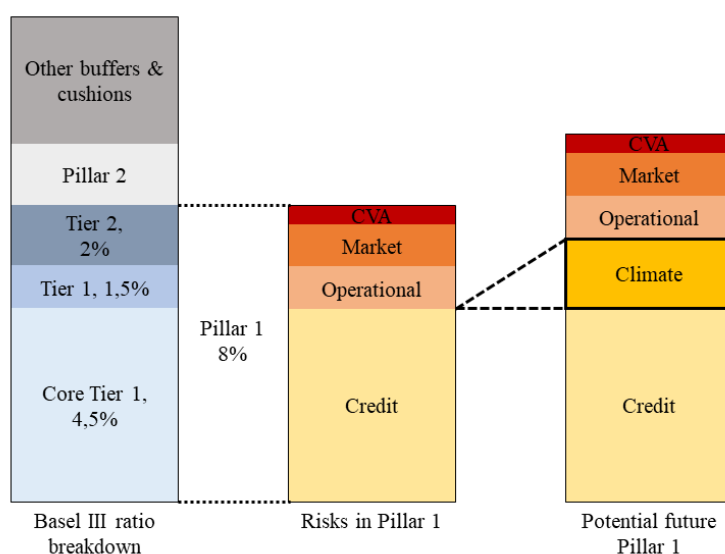 Other buffers &
cushions
Pillar 2
Tier 2,
2%
Tier 1, 1,5%
Core Tier 1,
4,5%
Basel III ratio
breakdown
Pillar 1
8%
CVA
Market
Operational
Credit
Risks in Pillar 1
CVA
Market
Operational
Climate
Credit
Potential future
Pillar 1